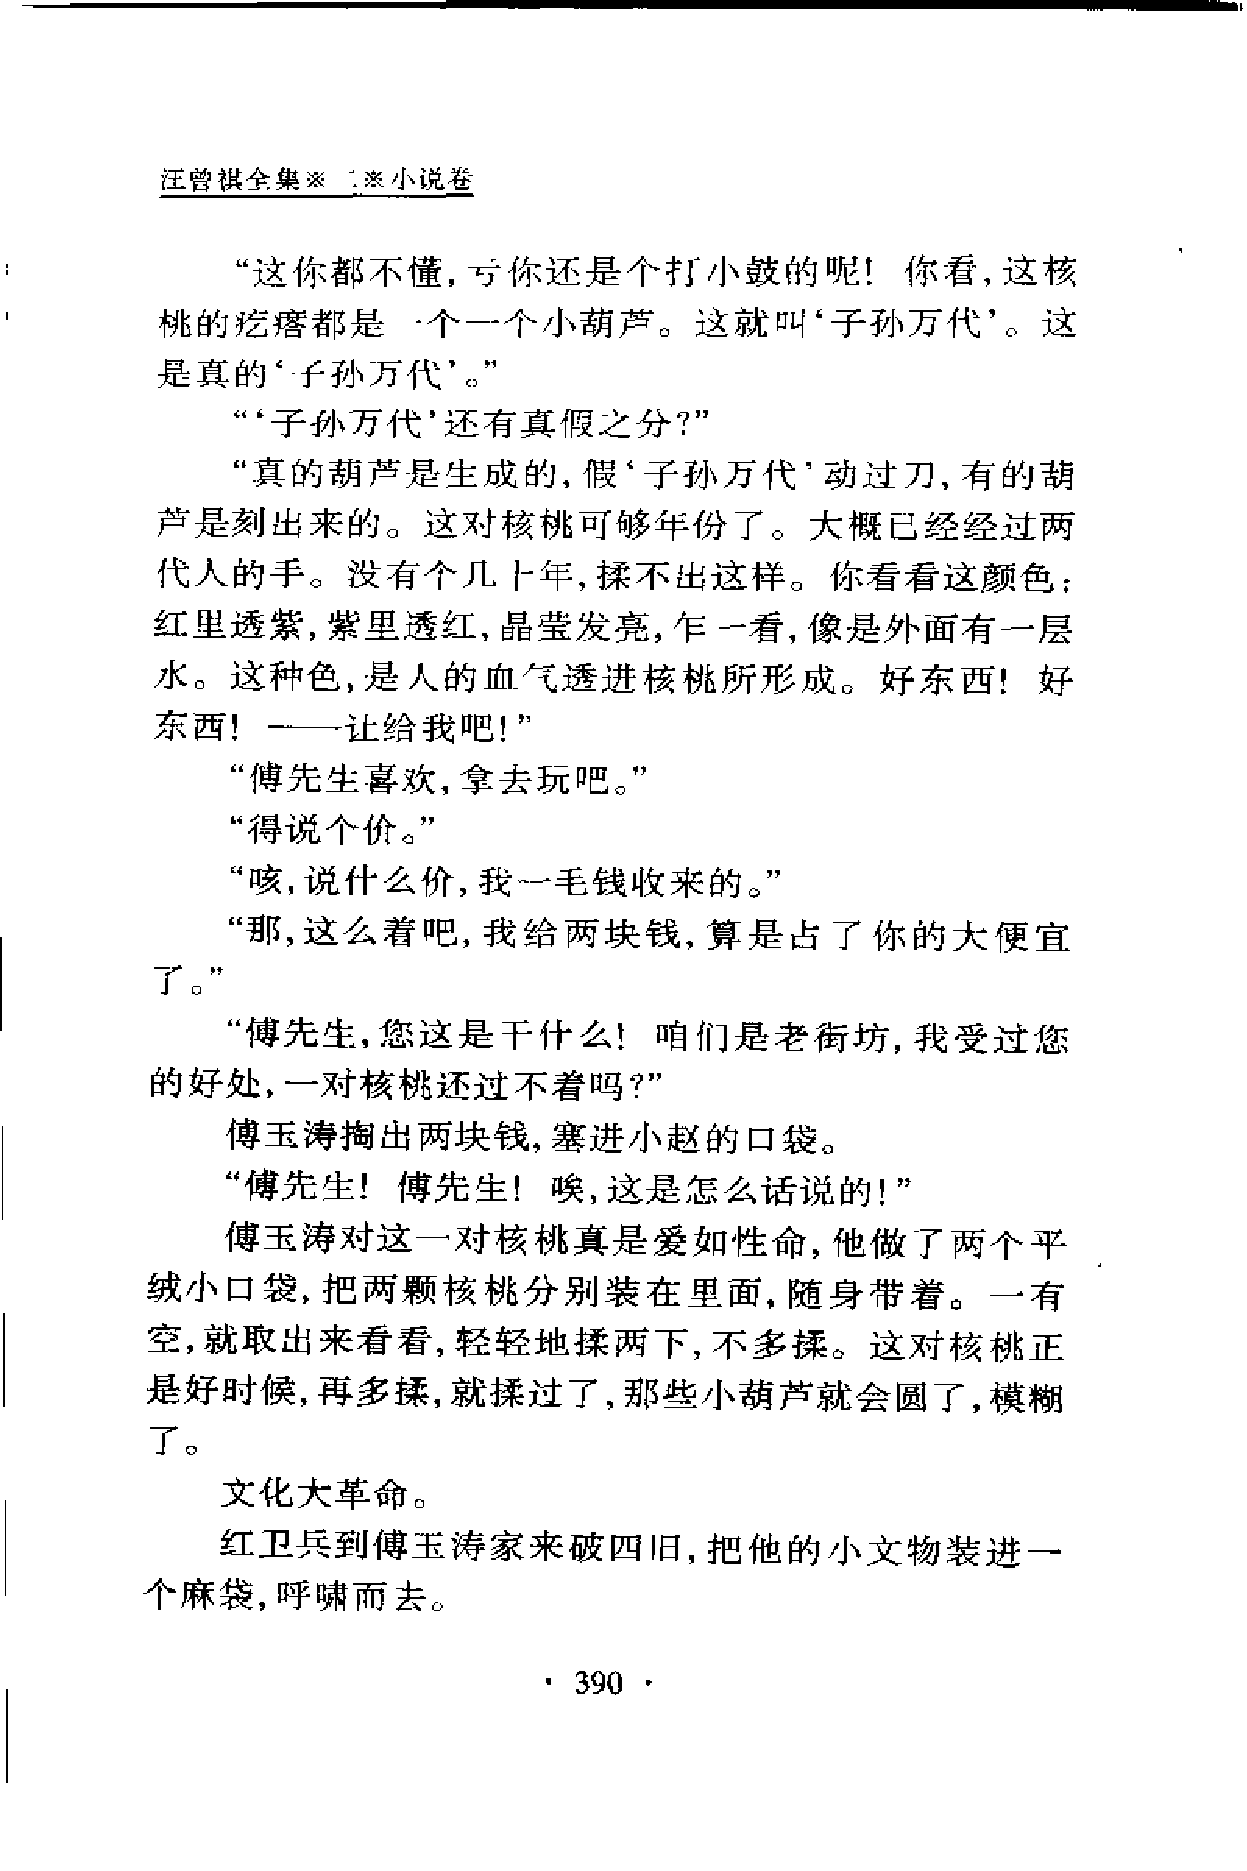 汪曾祺全集※二※小说卷
“这你都不懂,亏你还是个打小鼓的呢! 你看,这核
桃的疙瘩都是一个一个小葫芦。这就叫‘子孙万代’。这
是真的‘子孙万代’。”
“‘子孙万代’还有真假之分?”
“真的葫芦是生成的,假‘子孙万代’动过刀,有的葫
芦是刻出来的。这对核桃可够年份了。大概已经经过两
代人的手。没有个几十年,揉不出这样。你看看这颜色:
红里透紫,紫里透红,晶莹发亮,乍一看,像是外面有一层
水。这种色,是人的血气透进核桃所形成。好东西! 好
东西! ——让给我吧!”
“傅先生喜欢,拿去玩吧。”
“得说个价。”
“咳,说什么价,我一毛钱收来的。”
“那,这么着吧,我给两块钱,算是占了你的大便宜
了。”
“傅先生,您这是干什么! 咱们是老街坊,我受过您
的好处,一对核桃还过不着吗?”
傅玉涛掏出两块钱,塞进小赵的口袋。
“傅先生! 傅先生! 唉,这是怎么话说的!”
傅玉涛对这一对核桃真是爱如性命,他做了两个平
绒小口袋,把两颗核桃分别装在里面,随身带着。一有
空,就取出来看看,轻轻地揉两下,不多揉。这对核桃正
是好时候,再多揉,就揉过了,那些小葫芦就会圆了,模糊
了。
文化大革命。
红卫兵到傅玉涛家来破四旧,把他的小文物装进一
个麻袋,呼啸而去。
· 390 ·